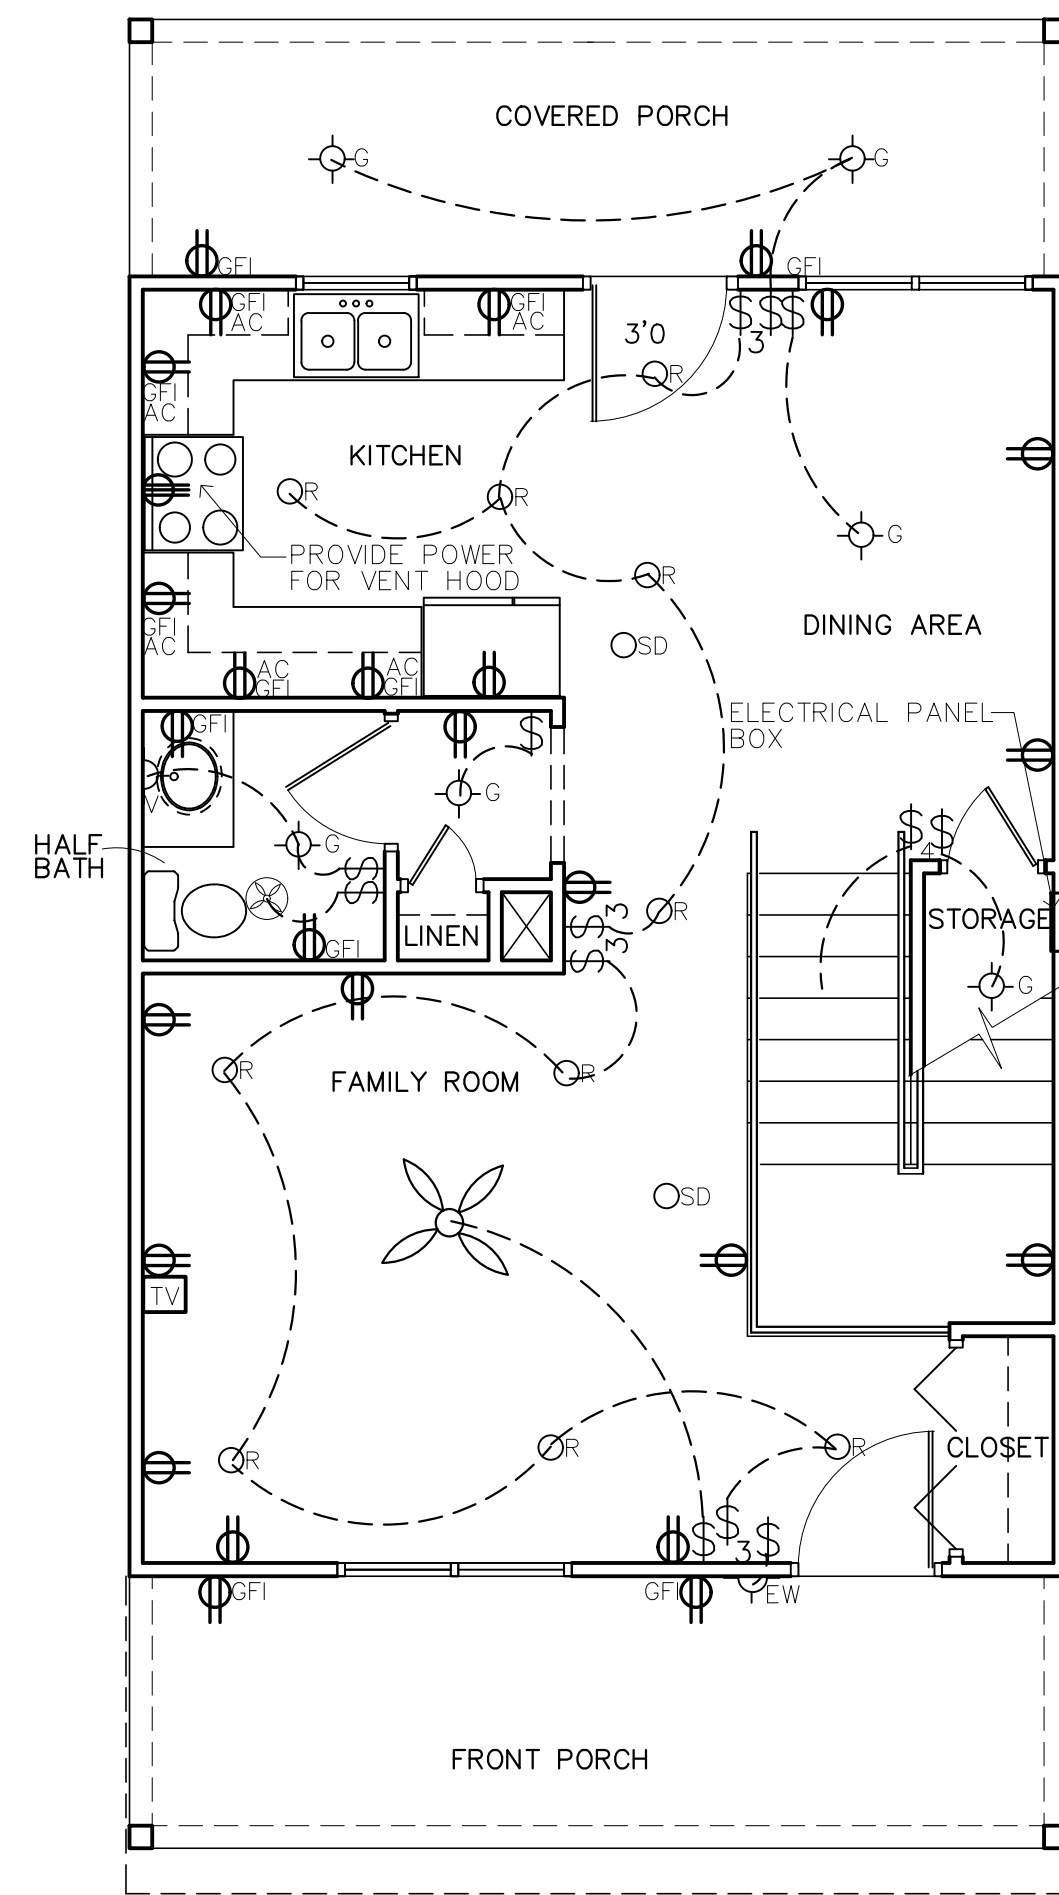 COVERED PORCH
G
G
GFI
GFI
GFI
AC
GFI
AC
$ $ $
3
3'0
R
GFI
AC
KITCHEN
R
R
G
PROVIDE POWER
FOR VENT HOOD
R
GFI
AC
DINING AREA
SD
AC
GFI
AC
GFI
ELECTRICAL PANEL
BOX
GFI
$
G
V
HALF
BATH
G
$ $
4
$
$
R
STORAGE
LINEN
GFI
$ 3
$ 3
G
R
R
FAMILY ROOM
SD
TV
R
R
R
CLOSET
$ $ $
3
GFI
GFI
EW
FRONT PORCH